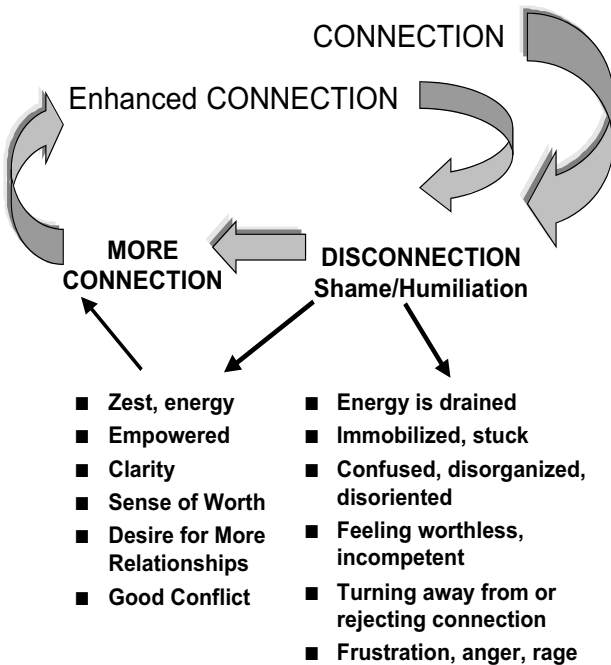 CONNECTION
Enhanced CONNECTION
MORE
CONNECTION
DISCONNECTION
Shame/Humiliation
■ Zest, energy
■ Empowered
■ Clarity
■ Sense of Worth
■ Desire for More
Relationships
■ Good Conflict
■ Energy is drained
■ Immobilized, stuck
■ Confused, disorganized,
disoriented
■ Feeling worthless,
incompetent
■ Turning away from or
rejecting connection
■ Frustration, anger, rage